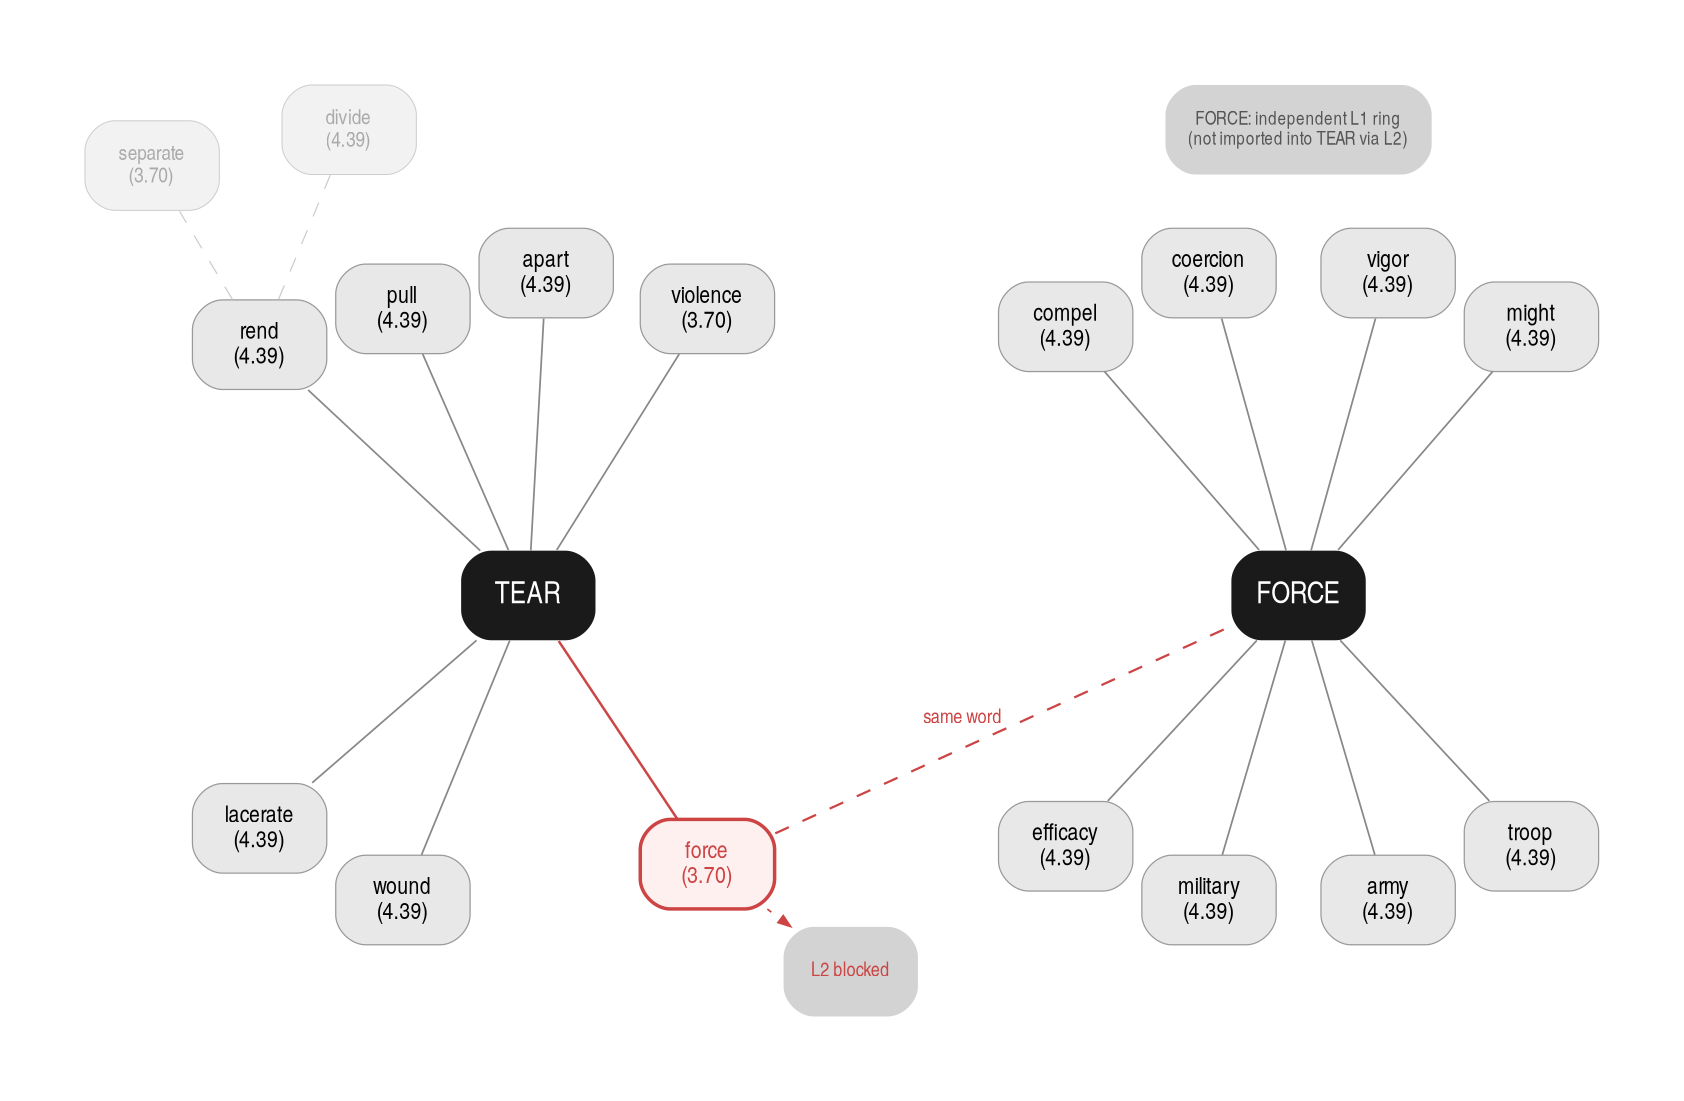 divide
(4.39)
separate
(3.70)
FORCE: independent L1 ring
(not imported into TEAR via L2)
apart
(4.39)
pull
(4.39)
violence
(3.70)
rend
(4.39)
coercion
(4.39)
vigor
(4.39)
compel
(4.39)
might
(4.39)
TEAR
FORCE
same word
lacerate
(4.39)
wound
(4.39)
force
(3.70)
efficacy
(4.39)
military
(4.39)
army
(4.39)
troop
(4.39)
L2 blocked